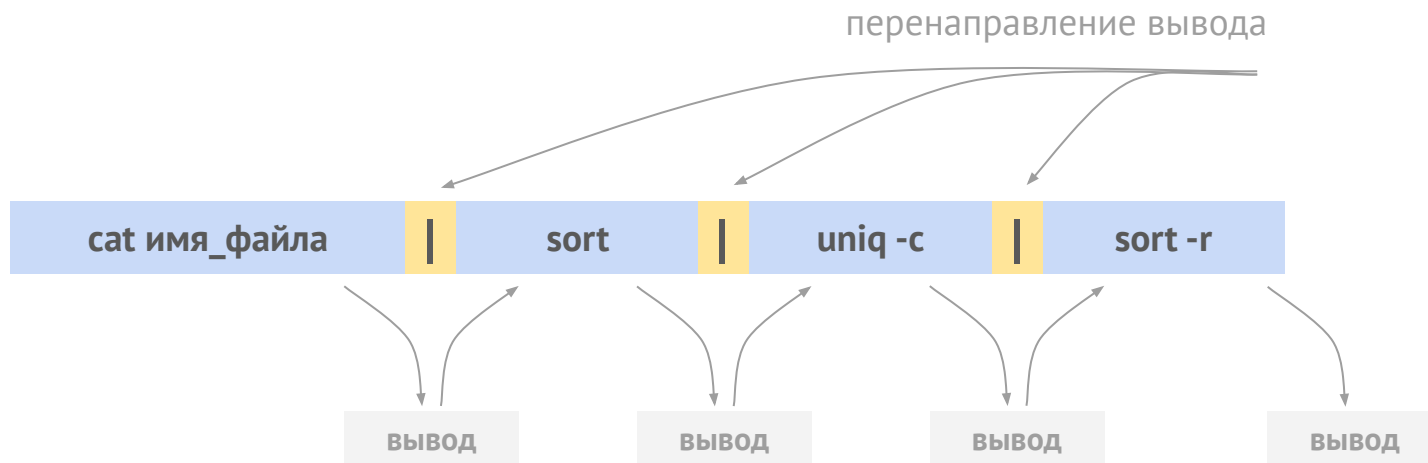 перенаправление вывода
cat имя_файла | sort | uniq -c | sort -r
вывод вывод вывод вывод